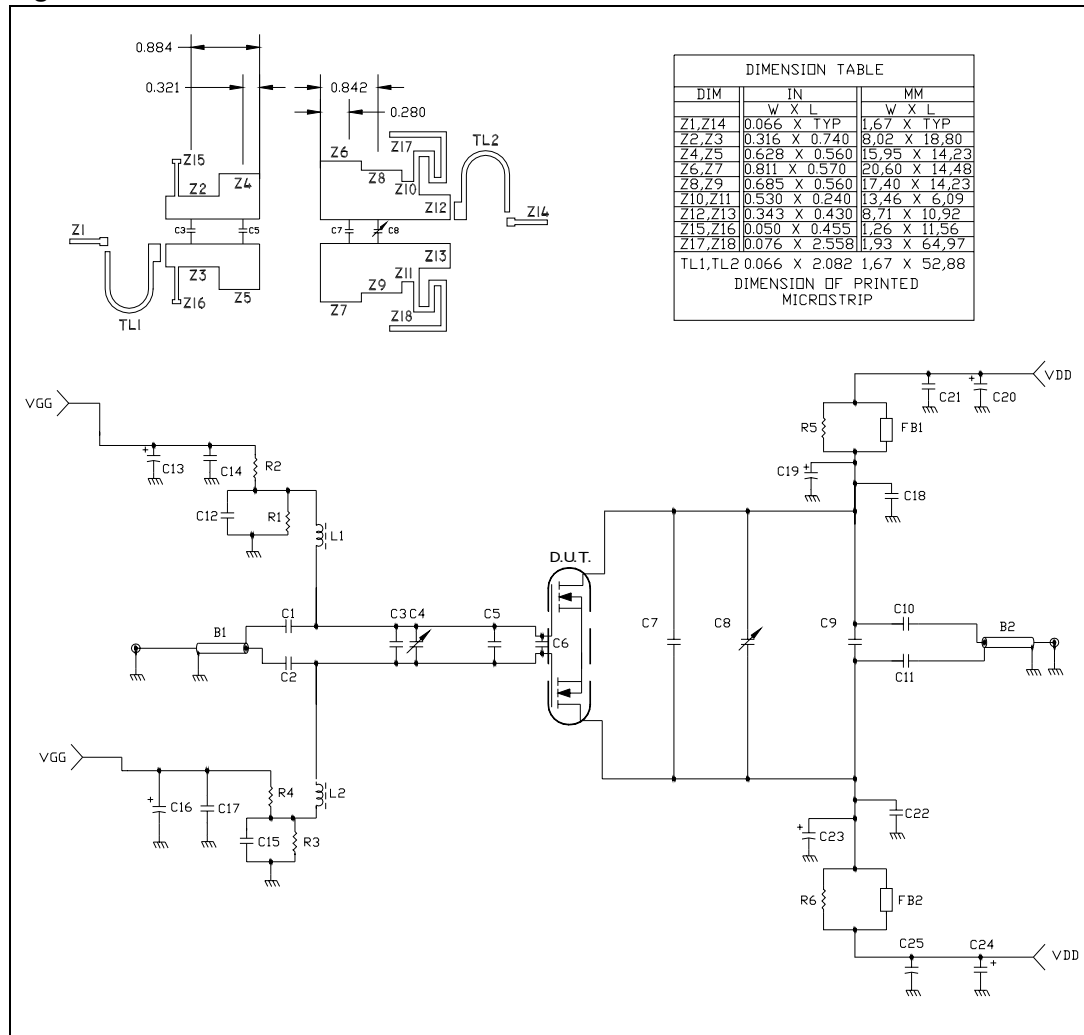 0.884
0.321
0.842
0.280
Z15
Z2
Z4
C3
C5
Z1
Z3
Z5
Z16
TL1
Z6
Z17
TL2
Z8
Z10
Z12
Z14
C7
C8
Z13
Z11
Z9
Z7
Z18
DIMENSION TABLE
DIM IN MM
W X L W X L
Z1,Z14 0.066 X TYP 1,67 X TYP
Z2,Z3 0.316 X 0.740 8,02 X 18,80
Z4,Z5 0.628 X 0.560 15,95 X 14,23
Z6,Z7 0.811 X 0.570 20,60 X 14,48
Z8,Z9 0.685 X 0.560 17,40 X 14,23
Z10,Z11 0.530 X 0.240 13,46 X 6,09
Z12,Z13 0.343 X 0.430 8,71 X 10,92
Z15,Z16 0.050 X 0.455 1,26 X 11,56
Z17,Z18 0.076 X 2.558 1,93 X 64,97
TL1,TL2 0.066 X 2.082 1,67 X 52,88
DIMENSION OF PRINTED
MICROSTRIP
VGG
+
C13
C14
R2
C12
R1
L1
B1
C1
C2
C3
C4
C5
C6
D.U.T.
C7
C8
C9
C10
C11
B2
VDD
C21
+
C20
R5
FB1
C19
+
C18
VGG
+
C16
C17
R4
L2
C15
R3
C22
+
C23
R6
FB2
C25
C24
+
VDD